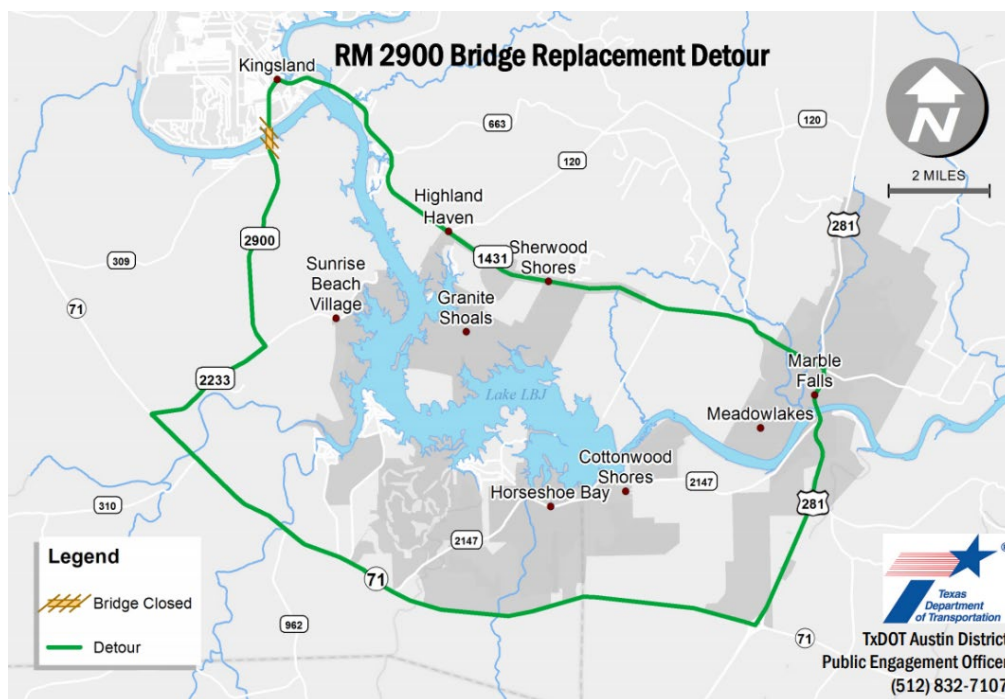 RM 2900 Bridge Replacement Detour
Kingsland
N
2 MILES
663
120
120
Highland
Haven
281
2900
1431
Sherwood
Shores
309
Sunrise
Beach
Village
71
Granite
Shoals
2233
Marble
Falls
Lake LBJ
Meadowlakes
Cottonwood
Shores
2147
Horseshoe Bay
281
310
2147
71
962
71
Legend
Bridge Closed
Detour
®
Texas
Department
of Transportation
TxDOT Austin District
Public Engagement Officer
(512) 832-7107